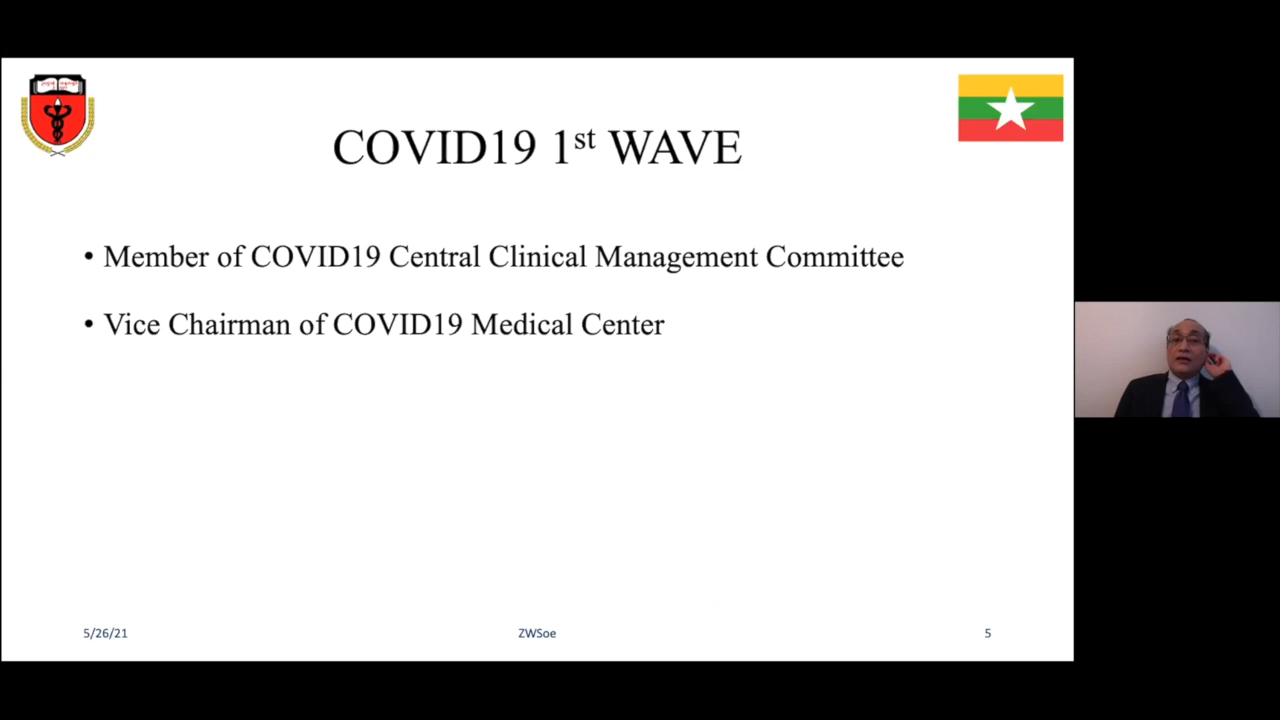 COVID19 1st WAVE
• Member of COVID19 Central Clinical Management Committee
• Vice Chairman of COVID19 Medical Center
5/26/21
ZWSoe
5